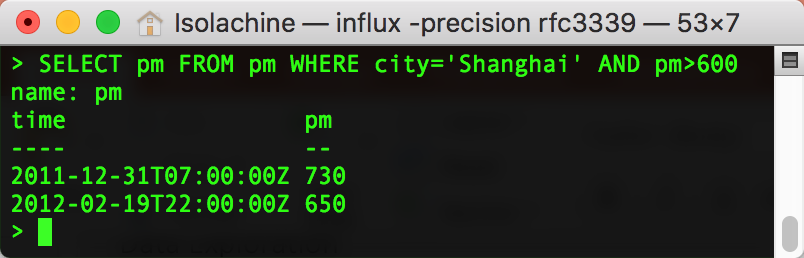 Isolachine — influx -precision rfc3339 — 53×7
> SELECT pm FROM pm WHERE city='Shanghai' AND pm>600
name: pm
time                 pm
----                 --
2011-12-31T07:00:00Z 730
2012-02-19T22:00:00Z 650
>